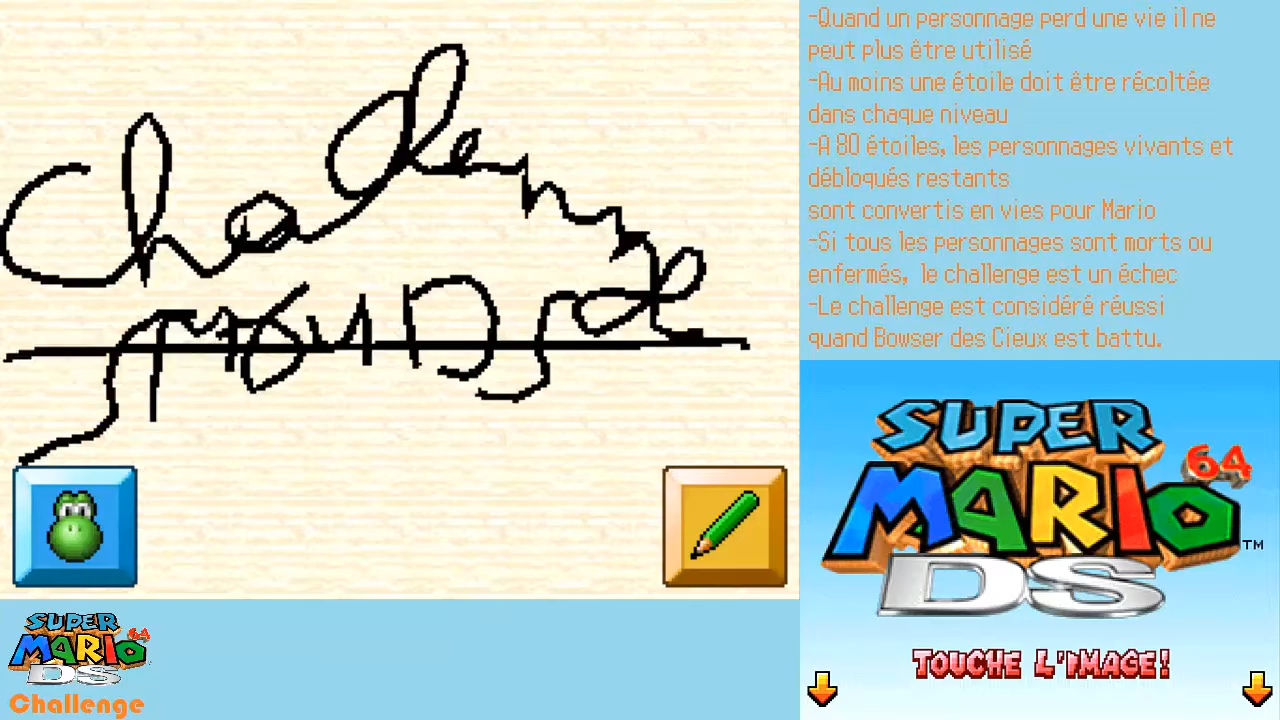 Challenge
SM64DS
-Quand un personnage perd une vie il ne
peut plus être utilisé
-Au moins une étoile doit être récoltée
dans chaque niveau
-A 80 étoiles, les personnages vivants et
débloqués restants
sont convertis en vies pour Mario
-Si tous les personnages sont morts ou
enfermés, le challenge est un échec
-Le challenge est considéré réussi
quand Bowser des Cieux est battu.
SUPER
MARIO 64
DS ™
TOUCHE L'IMAGE!
SUPER
MARIO 64
DS
Challenge